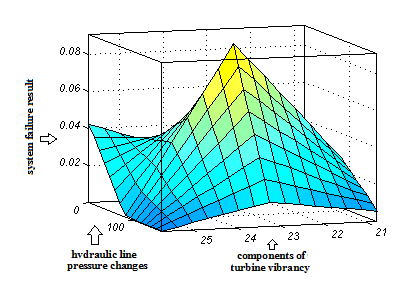 0.08
0.06
0.04
0.02
0
100
25
24
23
22
21
system failure result
hydraulic line
pressure changes
components of
turbine vibrancy